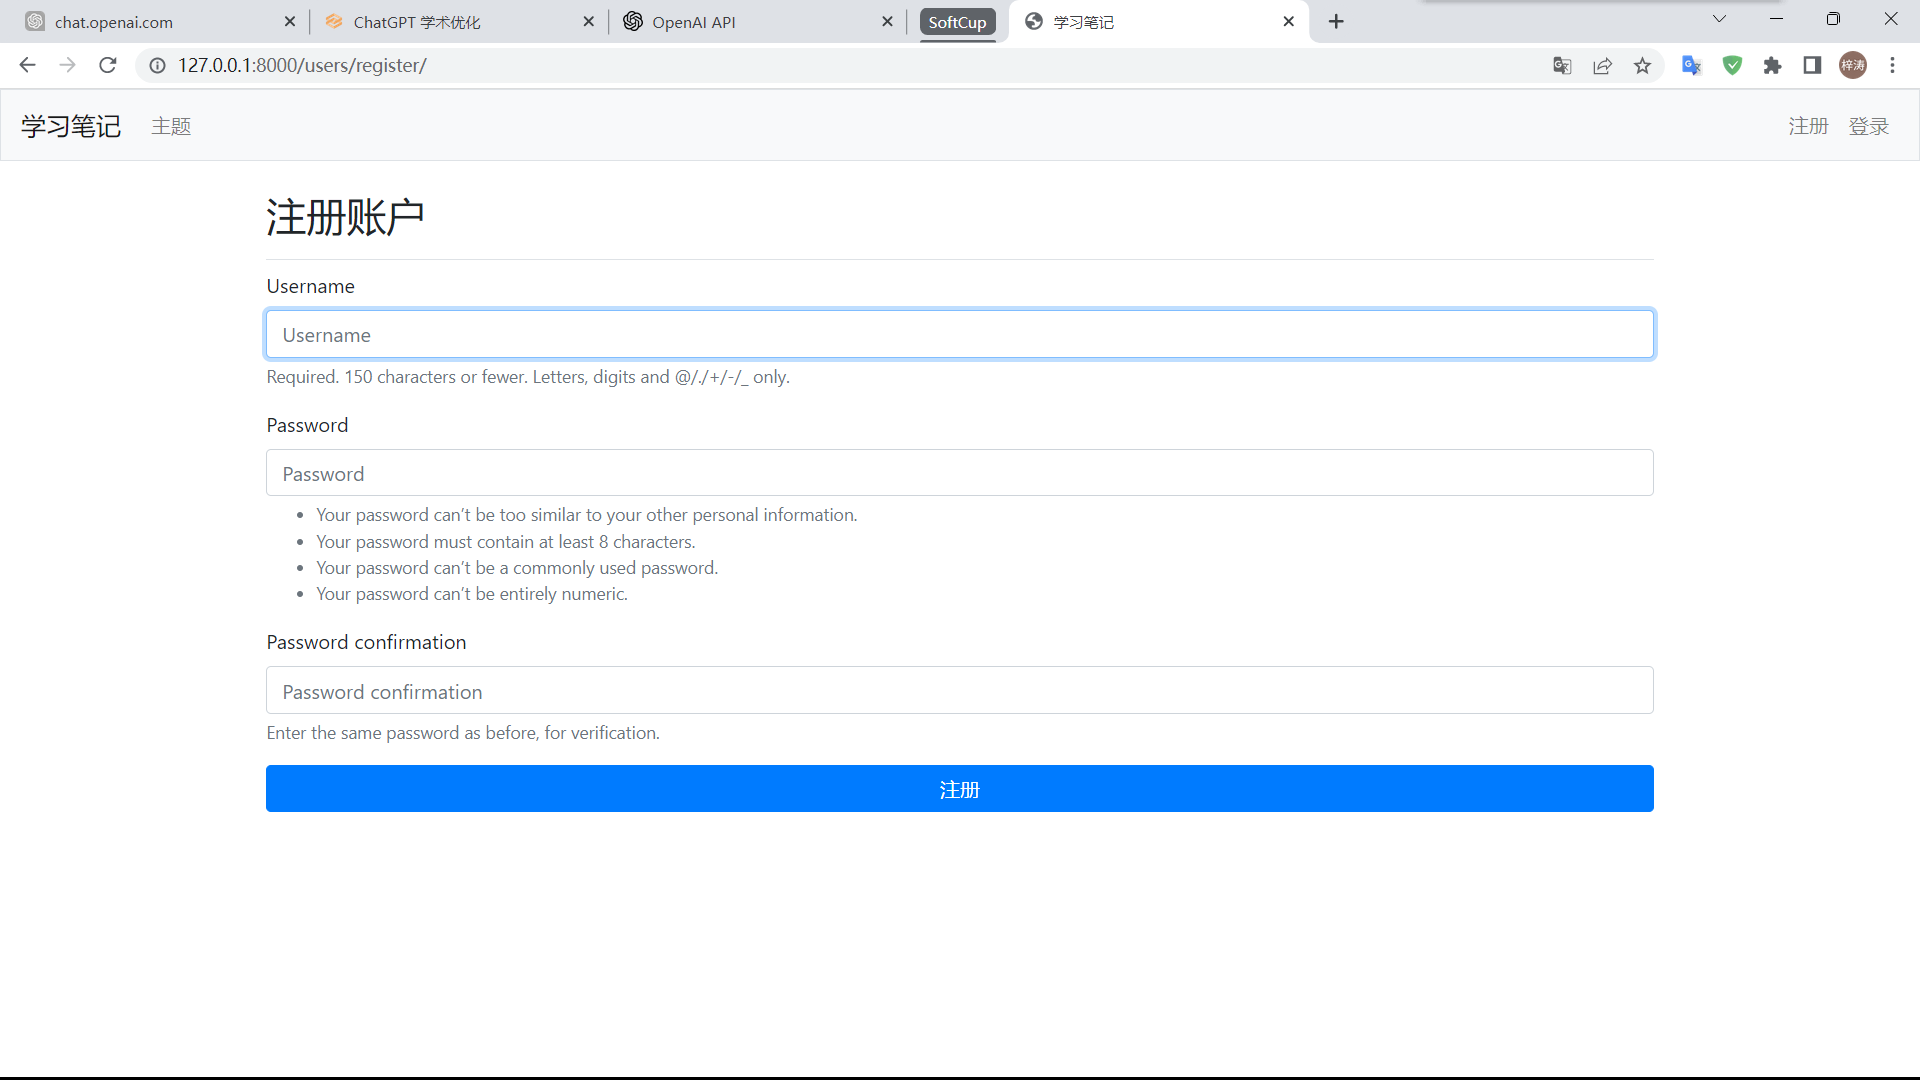 chat.openai.com
ChatGPT 学术优化
OpenAI API
SoftCup
学习笔记
127.0.0.1:8000/users/register/
梓涛
学习笔记
主题
注册
登录
注册账户
Username
Username
Required. 150 characters or fewer. Letters, digits and @/./+/-/_ only.
Password
Password
Your password can’t be too similar to your other personal information.
Your password must contain at least 8 characters.
Your password can’t be a commonly used password.
Your password can’t be entirely numeric.
Password confirmation
Password confirmation
Enter the same password as before, for verification.
注册